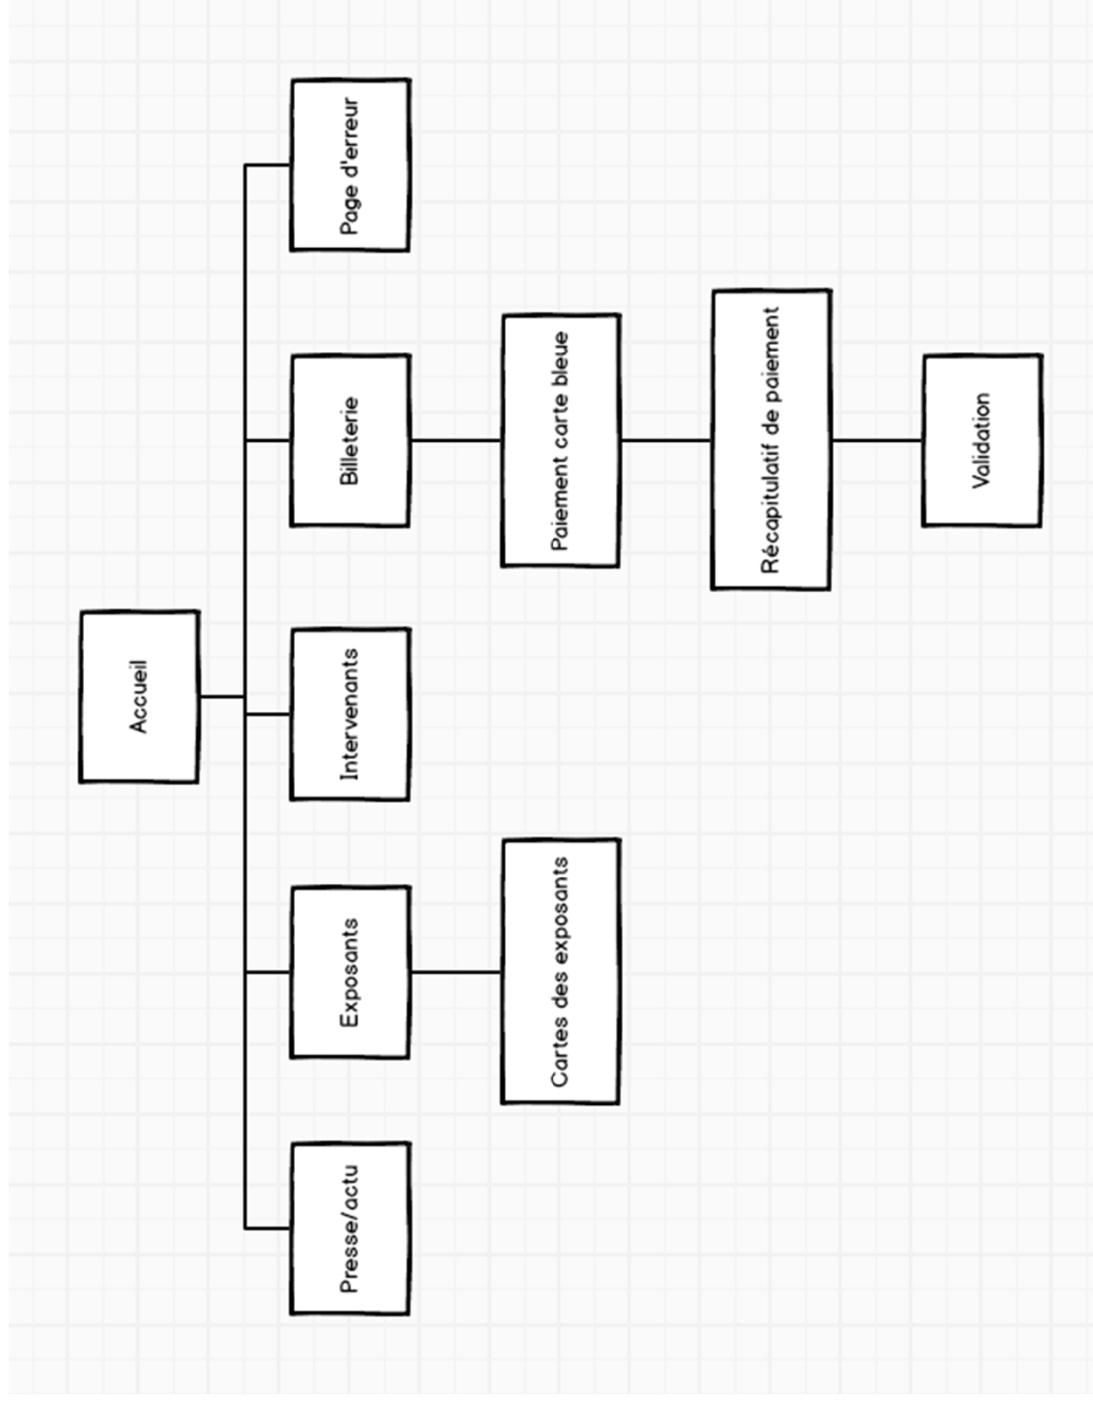 Accueil
Presse/actu
Exposants
Intervenants
Billeterie
Page d'erreur
Cartes des exposants
Paiement carte bleue
Récapitulatif de paiement
Validation